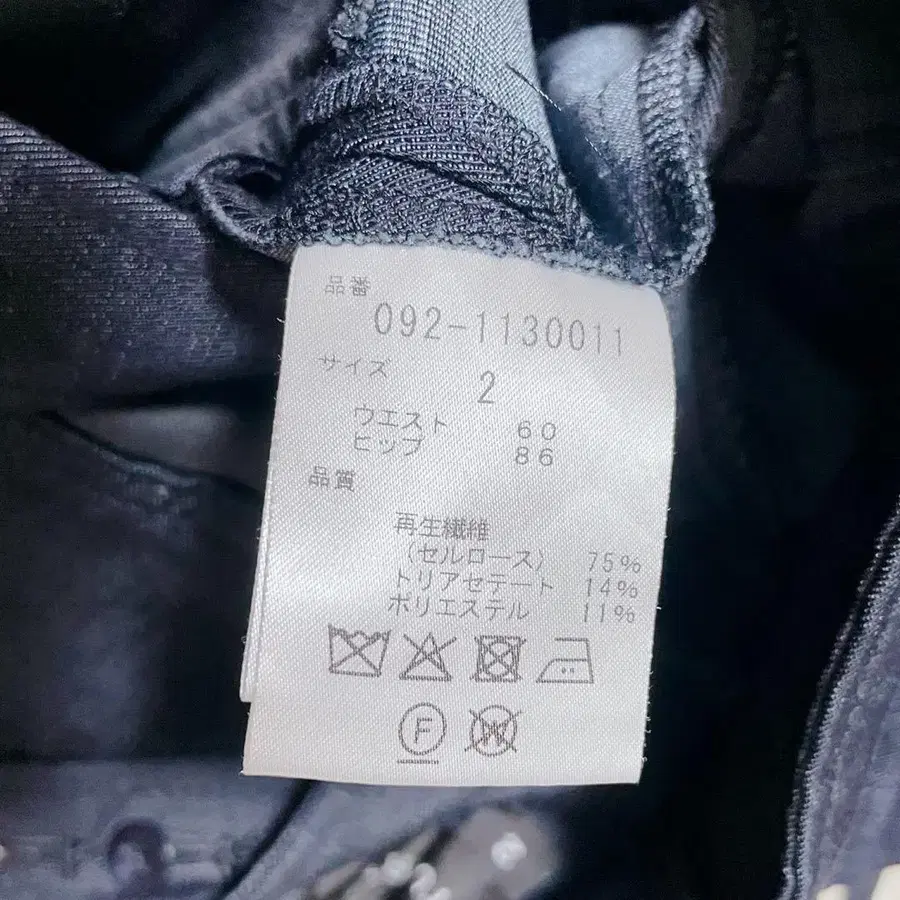 品番
092-1130011
サイズ 2
ウエスト 60
ヒップ 86
品質
再生繊維
(セルロース) 75%
トリアセテート 14%
ポリエステル 11%
F
W